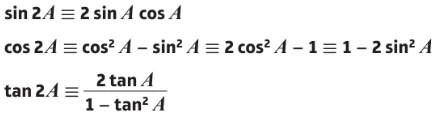 sin 2A ≡ 2 sin A cos A
cos 2A ≡ cos² A – sin² A ≡ 2 cos² A – 1 ≡ 1 – 2 sin² A
tan 2A ≡ 2 tan A / 1 – tan² A